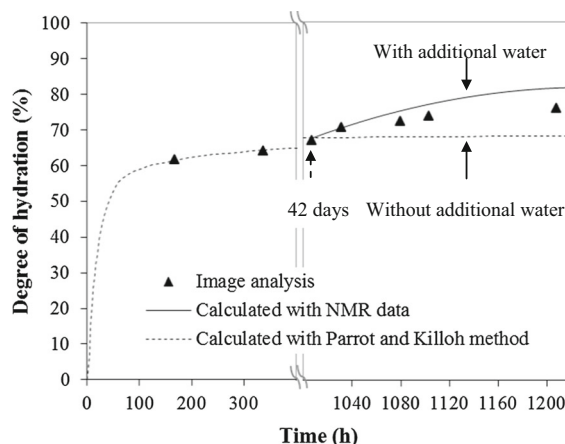 100
90
80
70
60
50
40
30
20
10
0
Degree of hydration (%)
With additional water
42 days
Without additional water
Image analysis
Calculated with NMR data
Calculated with Parrot and Killoh method
0 100 200 300 1040 1080 1120 1160 1200
Time (h)